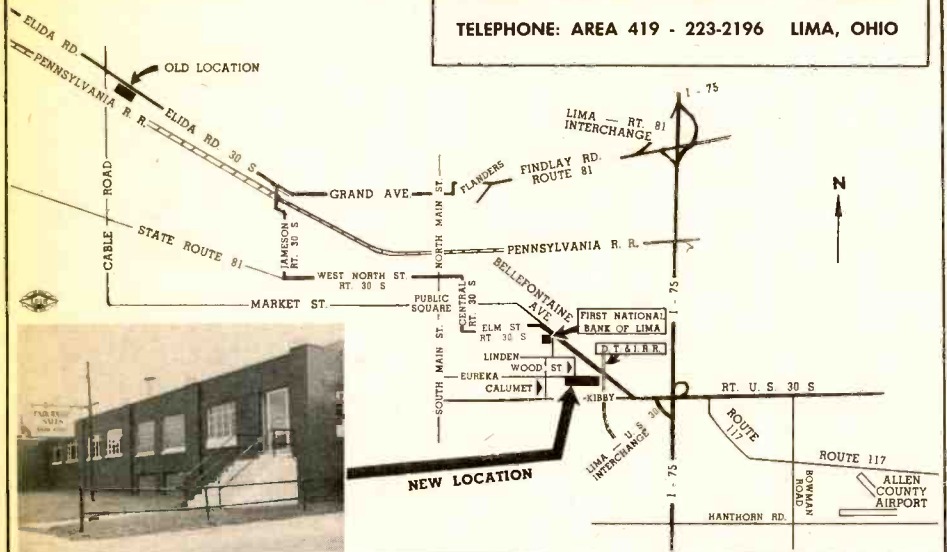 TELEPHONE: AREA 419 - 223-2196 LIMA, OHIO
ELIDA RD.
PENNSYLVANIA R. R.
OLD LOCATION
ELIDA RD. 30 S
CABLE ROAD
STATE ROUTE 81
JAMESON
RT. 30 S
GRAND AVE.
NORTH MAIN ST.
FLANDERS
FINDLAY RD.
ROUTE 81
LIMA — RT. 81
INTERCHANGE
I - 75
N
PENNSYLVANIA R. R.
WEST NORTH ST.
RT. 30 S
MARKET ST.
PUBLIC
SQUARE
CENTRAL
RT. 30 S
BELLEFONTAINE
AVE.
ELM ST
RT 30 S
FIRST NATIONAL
BANK OF LIMA
D. T. & I. R. R.
I - 75
LINDEN
WOOD ST
EUREKA
CALUMET
SOUTH MAIN ST.
KIBBY
RT. U.S. 30 S
LIMA — U.S. 30
INTERCHANGE
ROUTE
117
ROUTE 117
NEW LOCATION
I - 75
BOWMAN
ROAD
ALLEN
COUNTY
AIRPORT
HANTHORN RD.